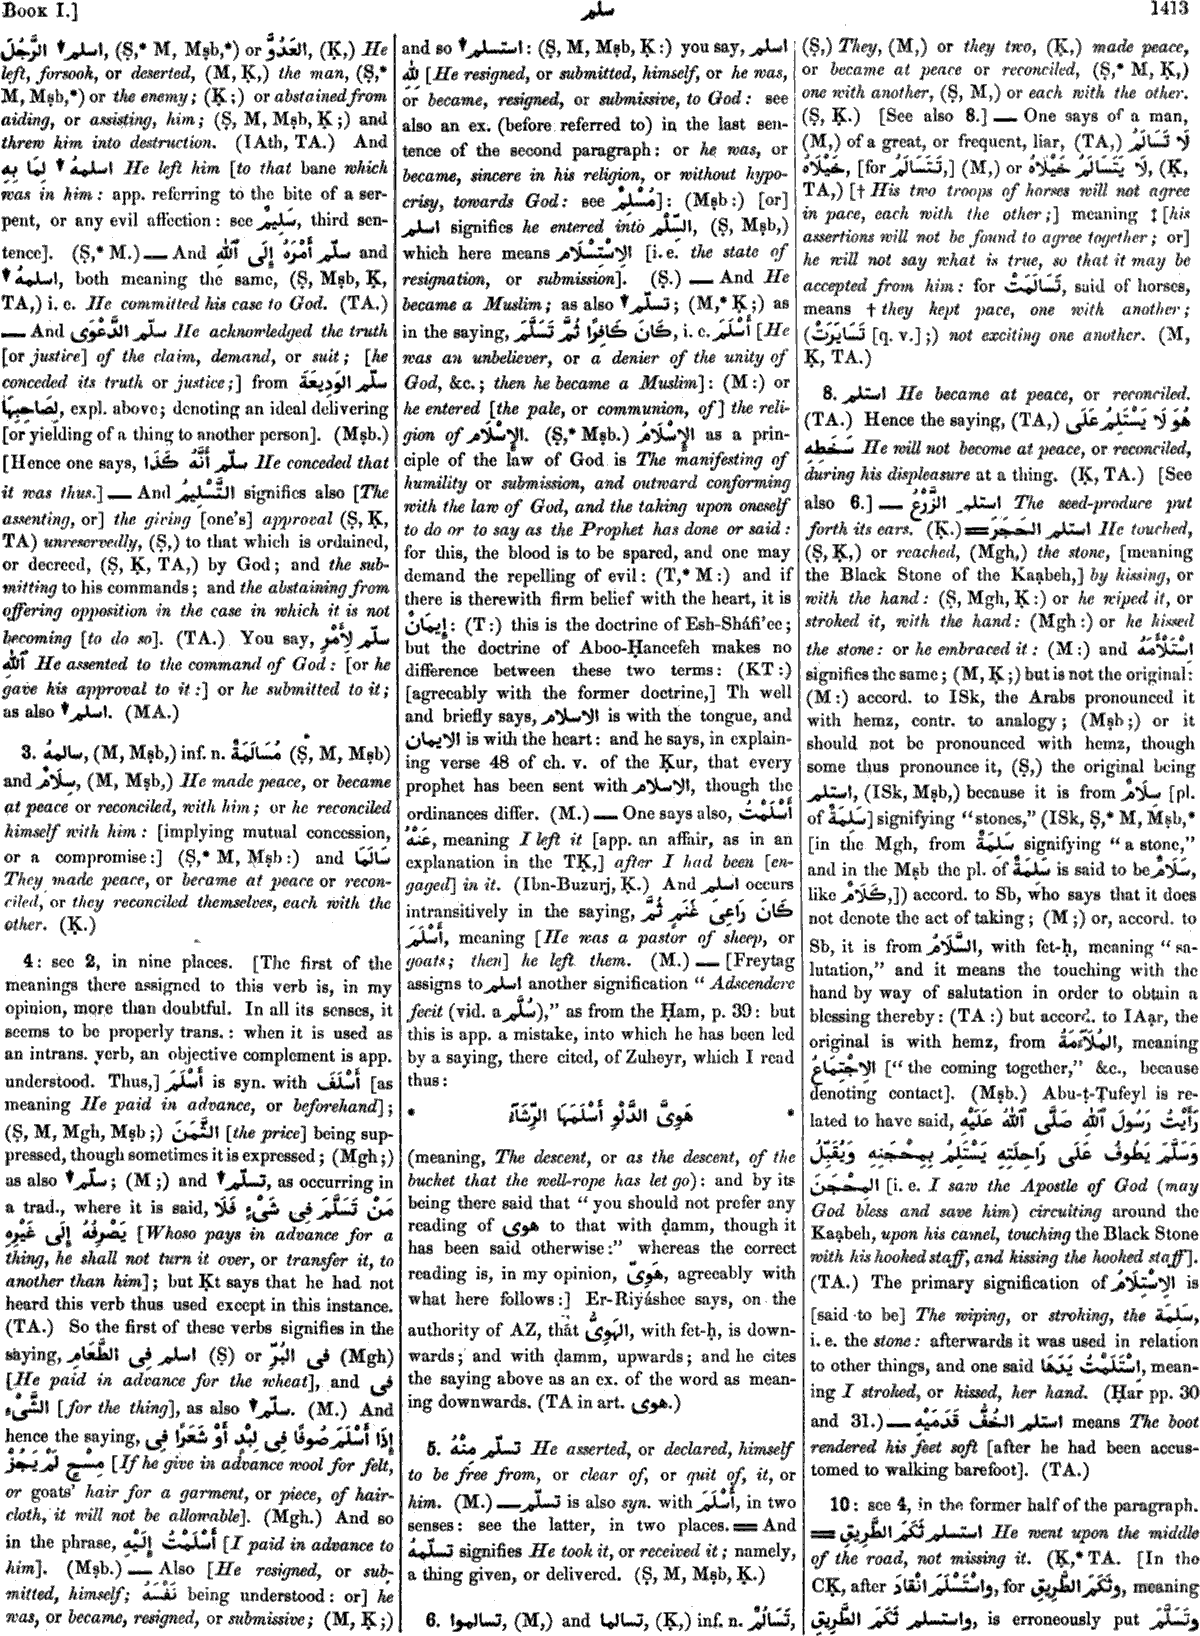 Book I.]
سلم
1413
اسلم ↓ الرَّجُلَ, (Ṣ,* M, Mṣb,*) or العَدُوَّ, (Ḳ,) He
left, forsook, or deserted, (M, Ḳ,) the man, (Ṣ,*
M, Mṣb,*) or the enemy; (Ḳ;) or abstained from
aiding, or assisting, him; (Ṣ, M, Mṣb, Ḳ;) and
threw him into destruction. (IAth, TA.) And
اسلمهُ ↓ لِمَا بِهِ He left him [to that bane which
was in him: app. referring to the bite of a ser-
pent, or any evil affection: see سَلِيمٌ, third sen-
tence]. (Ṣ,* M.) — And سلّم أَمْرَهُ إِلَى ٱللّٰهِ and
↓ اسلمهُ, both meaning the same, (Ṣ, Mṣb, Ḳ,
TA,) i. e. He committed his case to God. (TA.)
— And سلّم الدَّعْوَى He acknowledged the truth
[or justice] of the claim, demand, or suit; [he
conceded its truth or justice;] from سلّم الوَدِيعَةَ
لِصَاحِبِهَا, expl. above; denoting an ideal delivering
[or yielding of a thing to another person]. (Mṣb.)
[Hence one says, سلّم أَنَّهُ كَذَا He conceded that
it was thus.] — And التَّسْلِيمُ signifies also [The
assenting, or] the giving [one's] approval (Ṣ, Ḳ,
TA) unreservedly, (Ṣ,) to that which is ordained,
or decreed, (Ṣ, Ḳ, TA,) by God; and the sub-
mitting to his commands; and the abstaining from
offering opposition in the case in which it is not
becoming [to do so]. (TA.) You say, سلّم لِأَمْرِ
ٱللّٰهِ He assented to the command of God: [or he
gave his approval to it:] or he submitted to it;
as also ↓ اسلم. (MA.)
3. سالمهُ, (M, Mṣb,) inf. n. مُسَالَمَةٌ (Ṣ, M, Mṣb)
and سِلَامٌ, (M, Mṣb,) He made peace, or became
at peace or reconciled, with him; or he reconciled
himself with him: [implying mutual concession,
or a compromise:] (Ṣ,* M, Mṣb:) and سَالَمَا
They made peace, or became at peace or recon-
ciled, or they reconciled themselves, each with the
other. (Ḳ.)
4: see 2, in nine places. [The first of the
meanings there assigned to this verb is, in my
opinion, more than doubtful. In all its senses, it
seems to be properly trans.: when it is used as
an intrans. verb, an objective complement is app.
understood. Thus,] أَسْلَمَ is syn. with أَسْلَفَ [as
meaning He paid in advance, or beforehand];
(Ṣ, M, Mgh, Mṣb;) الثَّمَنَ [the price] being sup-
pressed, though sometimes it is expressed; (Mgh;)
as also ↓ سلّم; (M;) and ↓ تسلّم, as occurring in
a trad., where it is said, مَنْ تَسَلَّمَ فِى شَىْءٍ فَلَا
يَصْرِفْهُ إِلَى غَيْرِهِ [Whoso pays in advance for a
thing, he shall not turn it over, or transfer it, to
another than him]; but Ḳt says that he had not
heard this verb thus used except in this instance.
(TA.) So the first of these verbs signifies in the
saying, اسلم فِى الطَّعَامِ (Ṣ) or فى البُرِّ (Mgh)
[He paid in advance for the wheat], and فِى
الشَّىْءِ [for the thing], as also ↓ سلّم. (M.) And
hence the saying, إِذَا أَسْلَمَ صُوفًا فِى لِبْدٍ أَوْ شَعَرًا فِى
مِسْحٍ لَمْ يَجُزْ [If he give in advance wool for felt,
or goats' hair for a garment, or piece, of hair-
cloth, it will not be allowable]. (Mgh.) And so
in the phrase, أَسْلَمْتُ إِلَيْهِ [I paid in advance to
him]. (Mṣb.) — Also [He resigned, or sub-
mitted, himself; نَفْسَهُ being understood: or] he
was, or became, resigned, or submissive; (M, Ḳ;)
and so ↓ استسلم: (Ṣ, M, Mṣb, Ḳ:) you say, اسلم
لِلّٰهِ [He resigned, or submitted, himself, or he was,
or became, resigned, or submissive, to God: see
also an ex. (before referred to) in the last sen-
tence of the second paragraph: or he was, or
became, sincere in his religion, or without hypo-
crisy, towards God: see مُسْلِمٌ]: (Mṣb:) [or]
اسلم signifies he entered into السِّلْم, (Ṣ, Mṣb,)
which here means الاِسْتِسْلَام [i. e. the state of
resignation, or submission]. (Ṣ.) — And He
became a Muslim; as also ↓ تسلّم; (M,* Ḳ;) as
in the saying, كَانَ كَافِرًا ثُمَّ تَسَلَّمَ, i. e. أَسْلَمَ [He
was an unbeliever, or a denier of the unity of
God, &c.; then he became a Muslim]: (M:) or
he entered [the pale, or communion, of] the reli-
gion of الإِسْلَام. (Ṣ,* Mṣb.) الإِسْلَامُ as a prin-
ciple of the law of God is The manifesting of
humility or submission, and outward conforming
with the law of God, and the taking upon oneself
to do or to say as the Prophet has done or said:
for this, the blood is to be spared, and one may
demand the repelling of evil: (T,* M:) and if
there is therewith firm belief with the heart, it is
إِيمَانٌ: (T:) this is the doctrine of Esh-Sháfi'ee;
but the doctrine of Aboo-Ḥaneefeh makes no
difference between these two terms: (KT:)
[agreeably with the former doctrine,] Th well
and briefly says, الاسلام is with the tongue, and
الايمان is with the heart: and he says, in explain-
ing verse 48 of ch. v. of the Ḳur, that every
prophet has been sent with الاسلام, though the
ordinances differ. (M.) — One says also, أَسْلَمْتُ
عَنْهُ, meaning I left it [app. an affair, as in an
explanation in the TḲ,] after I had been [en-
gaged] in it. (Ibn-Buzurj, Ḳ.) And اسلم occurs
intransitively in the saying, كَانَ رَاعِىَ غَنَمٍ ثُمَّ
أَسْلَمَ, meaning [He was a pastor of sheep, or
goats; then] he left them. (M.) — [Freytag
assigns to اسلم another signification "Adscendere
fecit (vid. a سُلَّم)," as from the Ḥam, p. 39: but
this is app. a mistake, into which he has been led
by a saying, there cited, of Zuheyr, which I read
thus:
* هَوِىَّ الدَّلْوِ أَسْلَمَهَا الرِّشَآءُ *
(meaning, The descent, or as the descent, of the
bucket that the well-rope has let go): and by its
being there said that "you should not prefer any
reading of هوى to that with ḍamm, though it
has been said otherwise:" whereas the correct
reading is, in my opinion, هَوِىّ, agreeably with
what here follows:] Er-Riyáshee says, on the
authority of AZ, that الهَوِىُّ, with fet-ḥ, is down-
wards; and with ḍamm, upwards; and he cites
the saying above as an ex. of the word as mean-
ing downwards. (TA in art. هوى.)
5. تسلّم مِنْهُ He asserted, or declared, himself
to be free from, or clear of, or quit of, it, or
him. (M.) — تسلّم is also syn. with أَسْلَمَ, in two
senses: see the latter, in two places. = And
تسلّمهُ signifies He took it, or received it; namely,
a thing given, or delivered. (Ṣ, M, Mṣb, Ḳ.)
6. تسالموا, (M,) and تسالما, (Ḳ,) inf. n. تَسَالُمٌ,
(Ṣ,) They, (M,) or they two, (Ḳ,) made peace,
or became at peace or reconciled, (Ṣ,* M, Ḳ,)
one with another, (Ṣ, M,) or each with the other.
(Ṣ, Ḳ.) [See also 8.] — One says of a man,
(M,) of a great, or frequent, liar, (TA,) لَا تَسَالَمُ
خَيْلَاهُ, [for تَتَسَالَمُ,] (M,) or لَا يَتَسَالَمُ خَيْلَاهُ, (Ḳ,
TA,) [† His two troops of horses will not agree
in pace, each with the other;] meaning ‡ [his
assertions will not be found to agree together; or]
he will not say what is true, so that it may be
accepted from him: for تَسَالَمَتْ, said of horses,
means † they kept pace, one with another;
(تَسَايَرَتْ [q. v.];) not exciting one another. (M,
Ḳ, TA.)
8. استلم He became at peace, or reconciled.
(TA.) Hence the saying, (TA,) هُوَ لَا يَسْتَلِمُ عَلَى
سَخَطِهِ He will not become at peace, or reconciled,
during his displeasure at a thing. (Ḳ, TA.) [See
also 6.] — استلم الزَّرْعُ The seed-produce put
forth its ears. (Ḳ.) = استلم الحَجَرَ He touched,
(Ṣ, Ḳ,) or reached, (Mgh,) the stone, [meaning
the Black Stone of the Kaạbeh,] by kissing, or
with the hand: (Ṣ, Mgh, Ḳ:) or he wiped it, or
stroked it, with the hand: (Mgh:) or he kissed
the stone: or he embraced it: (M:) and اسْتَلْأَمَهُ
signifies the same; (M, Ḳ;) but is not the original:
(M:) accord. to ISk, the Arabs pronounced it
with hemz, contr. to analogy; (Mṣb;) or it
should not be pronounced with hemz, though
some thus pronounce it, (Ṣ,) the original being
استلم, (ISk, Mṣb,) because it is from سِلَامٌ [pl.
of سَلِمَةٌ] signifying "stones," (ISk, Ṣ,* M, Mṣb,*
[in the Mgh, from سَلِمَةٌ signifying "a stone,"
and in the Mṣb the pl. of سَلِمَةٌ is said to be سِلَامٌ,
like كَلَامٌ,]) accord. to Sb, who says that it does
not denote the act of taking; (M;) or, accord. to
Sb, it is from السَّلَامُ, with fet-ḥ, meaning "sa-
lutation," and it means the touching with the
hand by way of salutation in order to obtain a
blessing thereby: (TA:) but accord. to IAạr, the
original is with hemz, from المُلَآءَمَةُ, meaning
الاِجْتِمَاعُ ["the coming together," &c., because
denoting contact]. (Mṣb.) Abu-ṭ-Ṭufeyl is re-
lated to have said, رَأَيْتُ رَسُولَ ٱللّٰهِ صَلَّى ٱللّٰهُ عَلَيْهِ
وَسَلَّمَ يَطُوفُ عَلَى رَاحِلَتِهِ يَسْتَلِمُ بِمِحْجَنِهِ وَيُقَبِّلُ
المِحْجَنَ [i. e. I saw the Apostle of God (may
God bless and save him) circuiting around the
Kaạbeh, upon his camel, touching the Black Stone
with his hooked staff, and kissing the hooked staff].
(TA.) The primary signification of الاِسْتِلَامُ is
[said to be] The wiping, or stroking, the سَلِمَة,
i. e. the stone: afterwards it was used in relation
to other things, and one said اسْتَلَمْتُ يَدَهَا, mean-
ing I stroked, or kissed, her hand. (Ḥar pp. 30
and 31.) — استلم الخُفُّ قَدَمَيْهِ means The boot
rendered his feet soft [after he had been accus-
tomed to walking barefoot]. (TA.)
10: see 4, in the former half of the paragraph.
= استسلم ثَكَمَ الطَّرِيقِ He went upon the middle
of the road, not missing it. (Ḳ,* TA. [In the
CḲ, after وَاسْتَسْلَمَ انْقَادَ, for وَثَكَمَ الطَّرِيقِ, meaning
واستسلم ثَكَمَ الطَّرِيقِ, is erroneously put وَتَسَلَّمَ